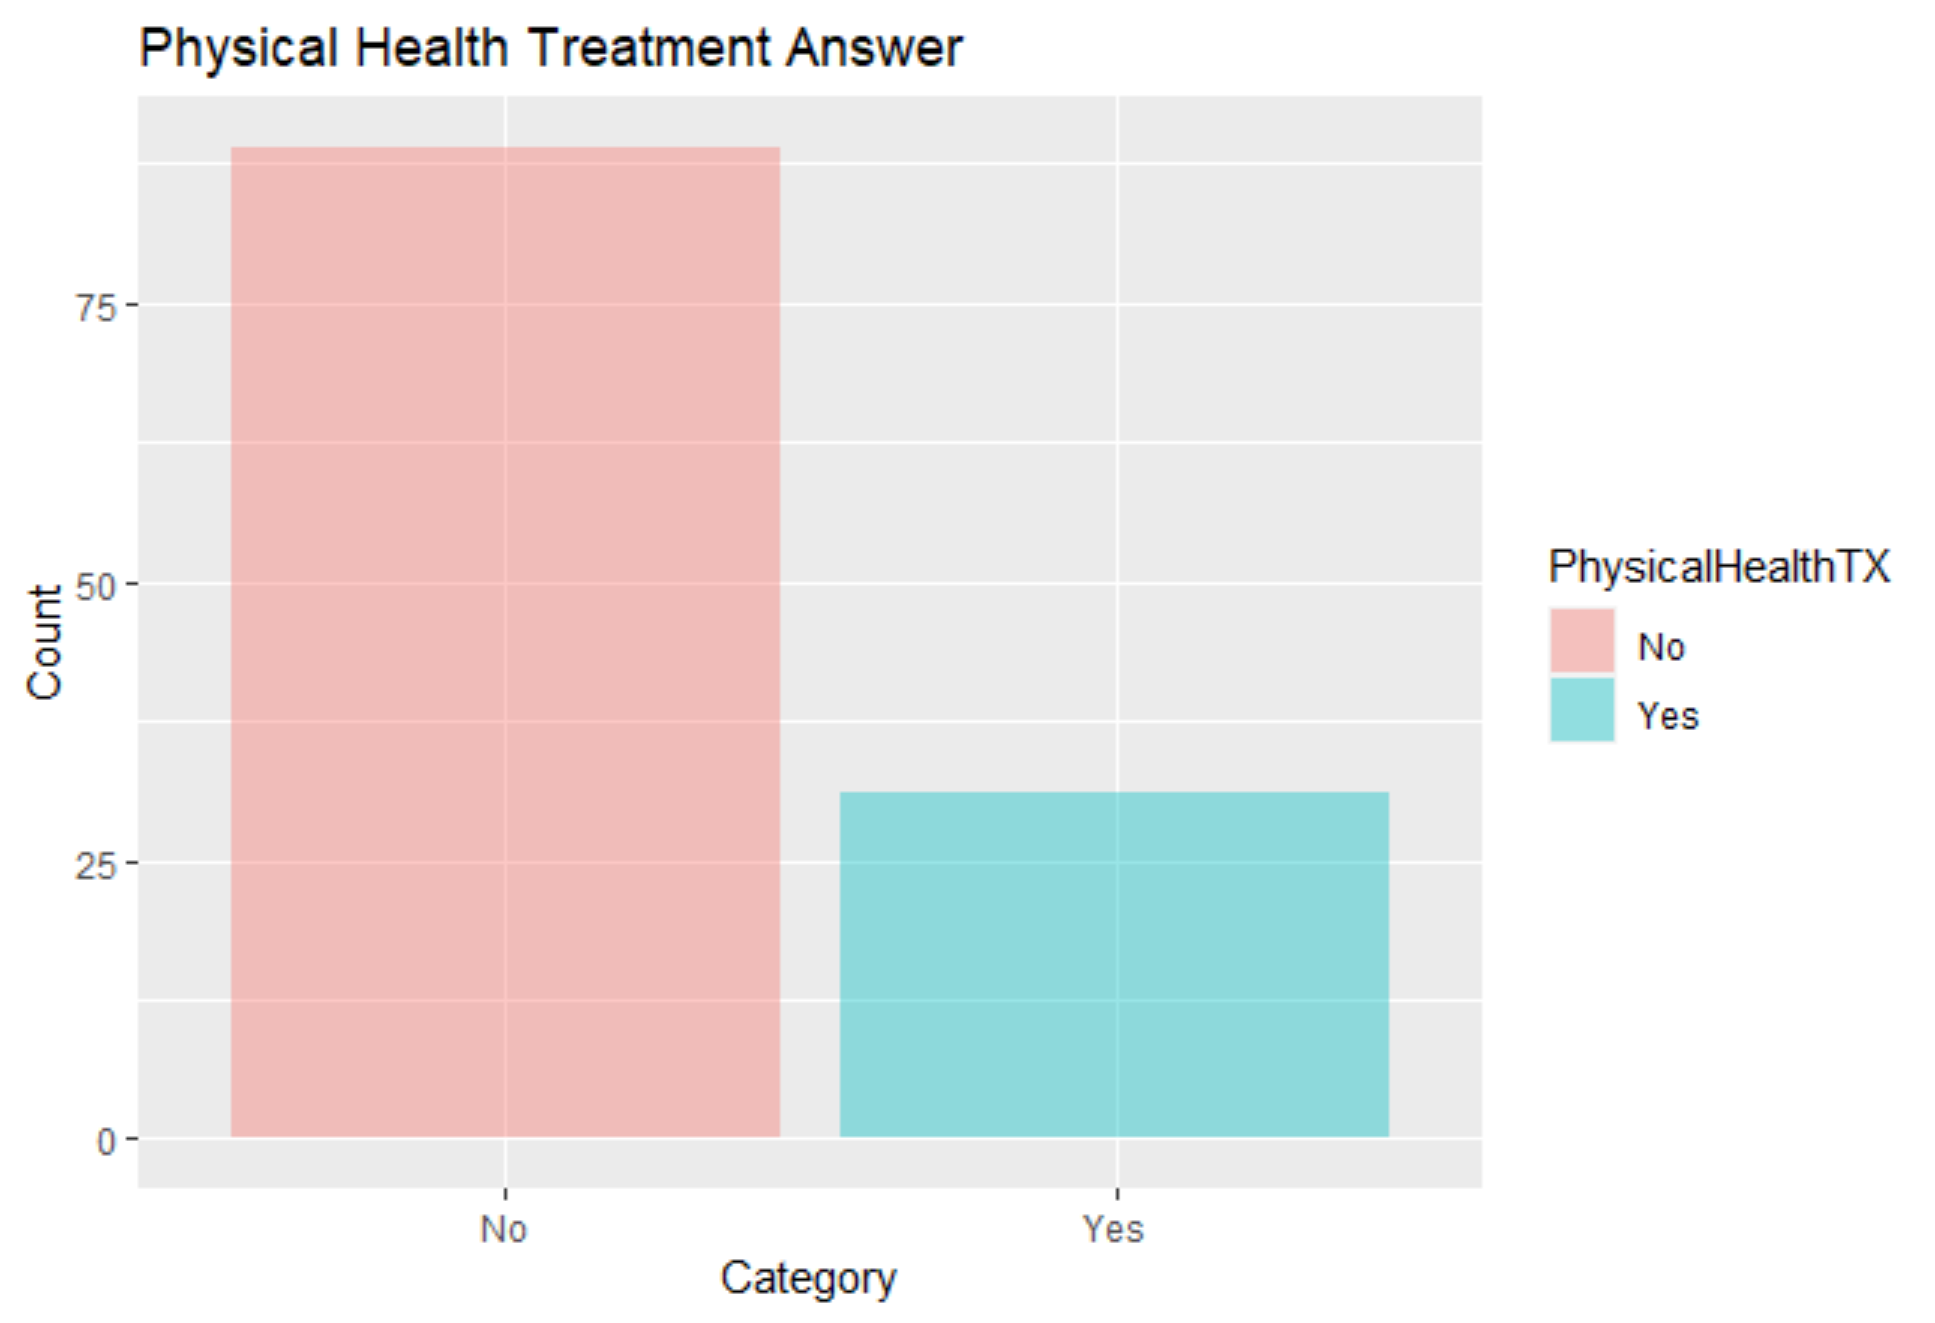 Physical Health Treatment Answer
75
50
25
0
Count
No
Yes
Category
PhysicalHealthTX
No
Yes